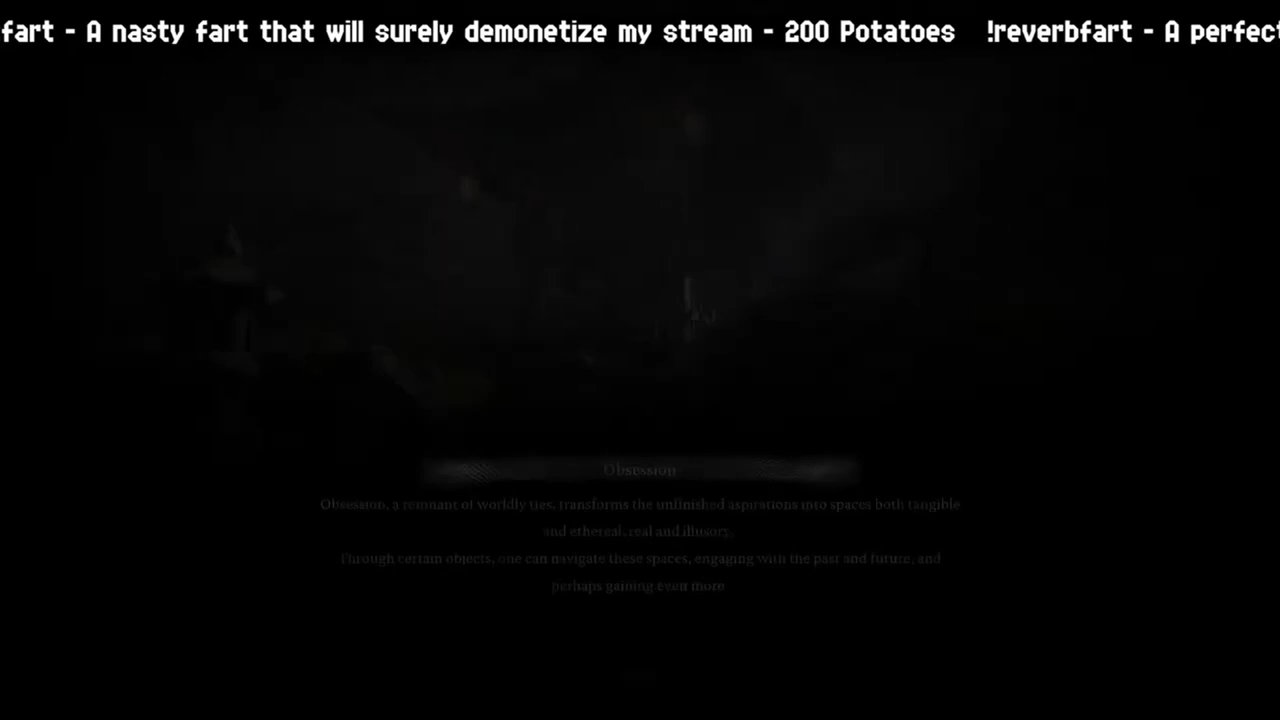 fart - A nasty fart that will surely demonetize my stream - 200 Potatoes !reverbfart - A perfect
Obsession
Obsession, a remnant of worldly ties, transforms the unfinished aspirations into spaces both tangible
and ethereal, real and illusory.
Through certain objects, one can navigate these spaces, engaging with the past and future, and
perhaps gaining even more